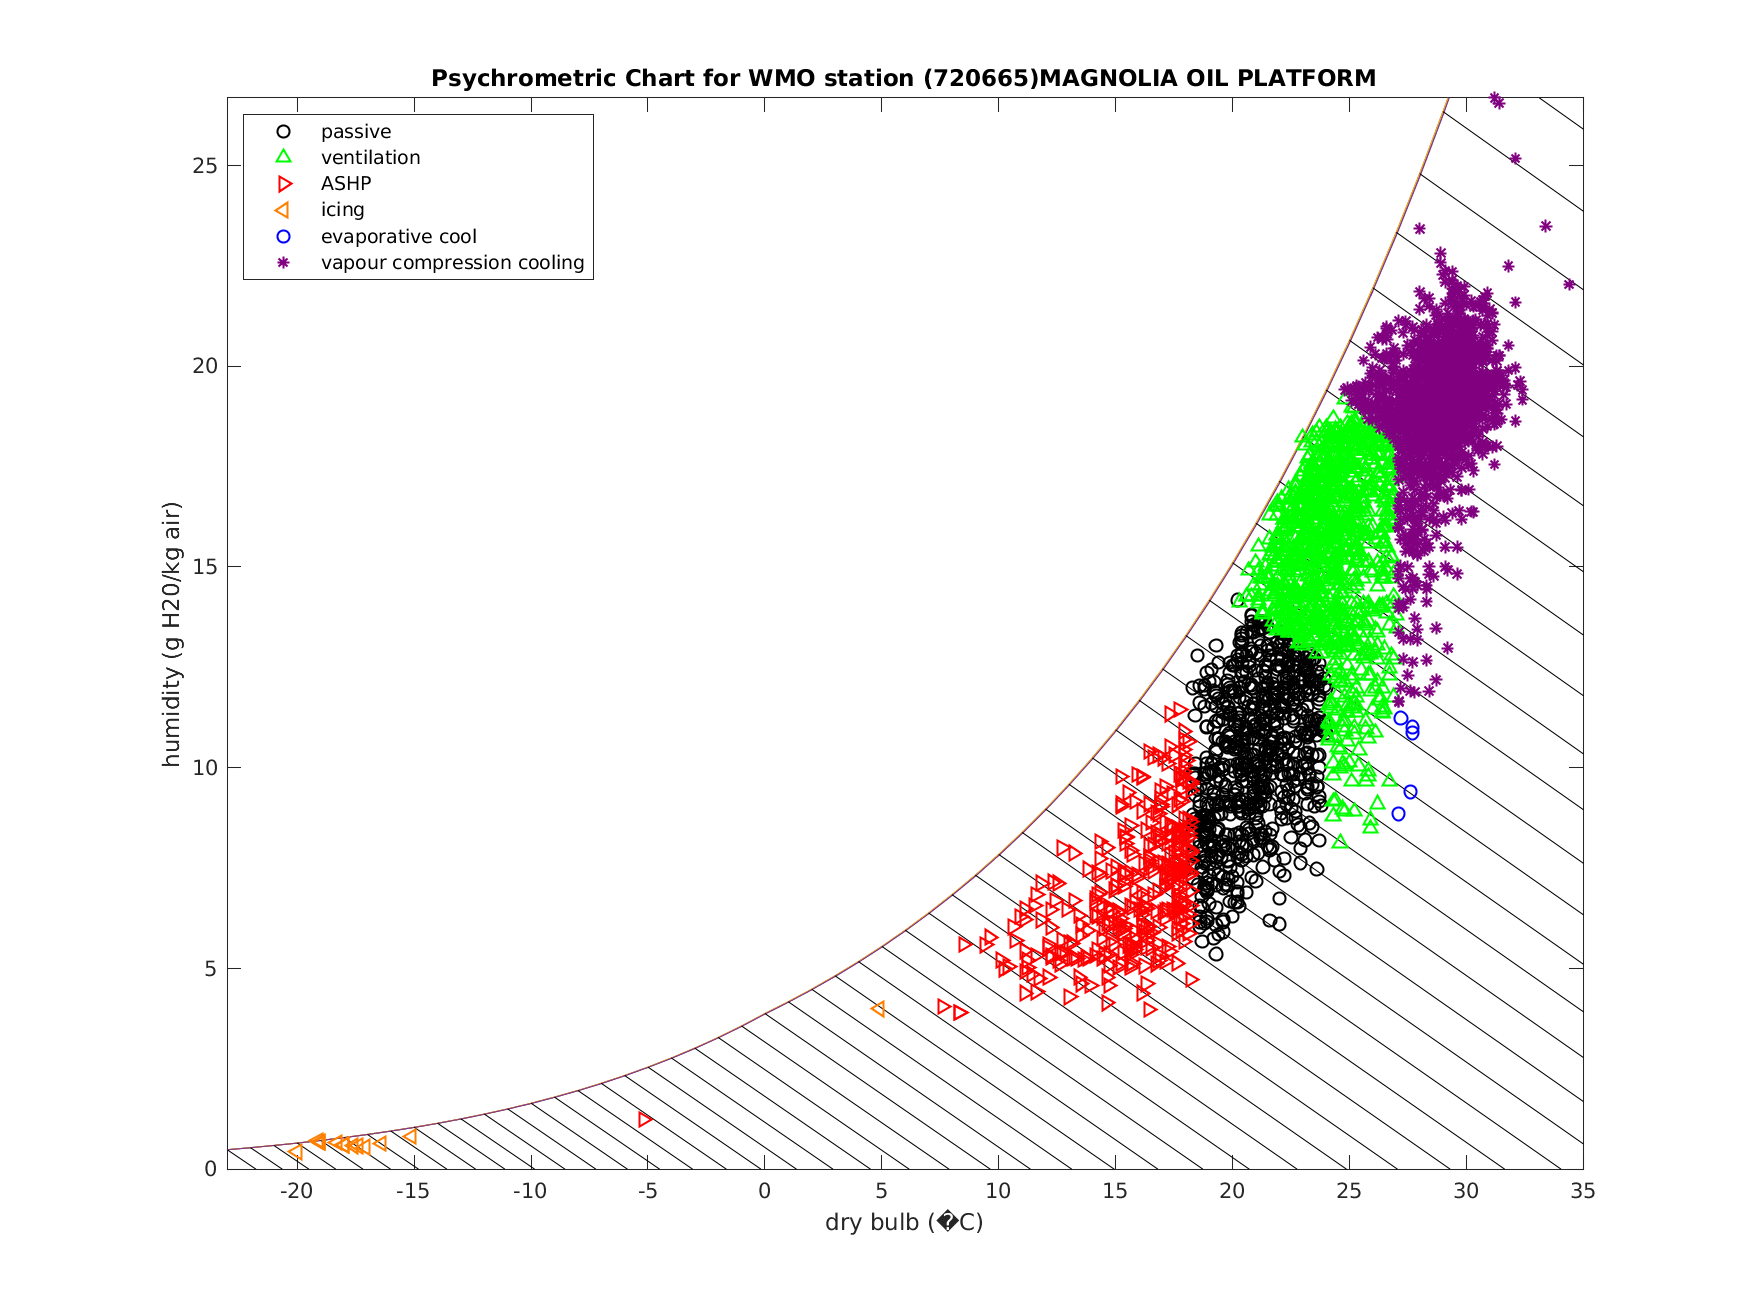 Psychrometric Chart for WMO station (720665)MAGNOLIA OIL PLATFORM
passive
ventilation
ASHP
icing
evaporative cool
vapour compression cooling
humidity (g H20/kg air)
25
20
15
10
5
0
-20
-15
-10
-5
0
5
10
15
20
25
30
35
dry bulb (�C)